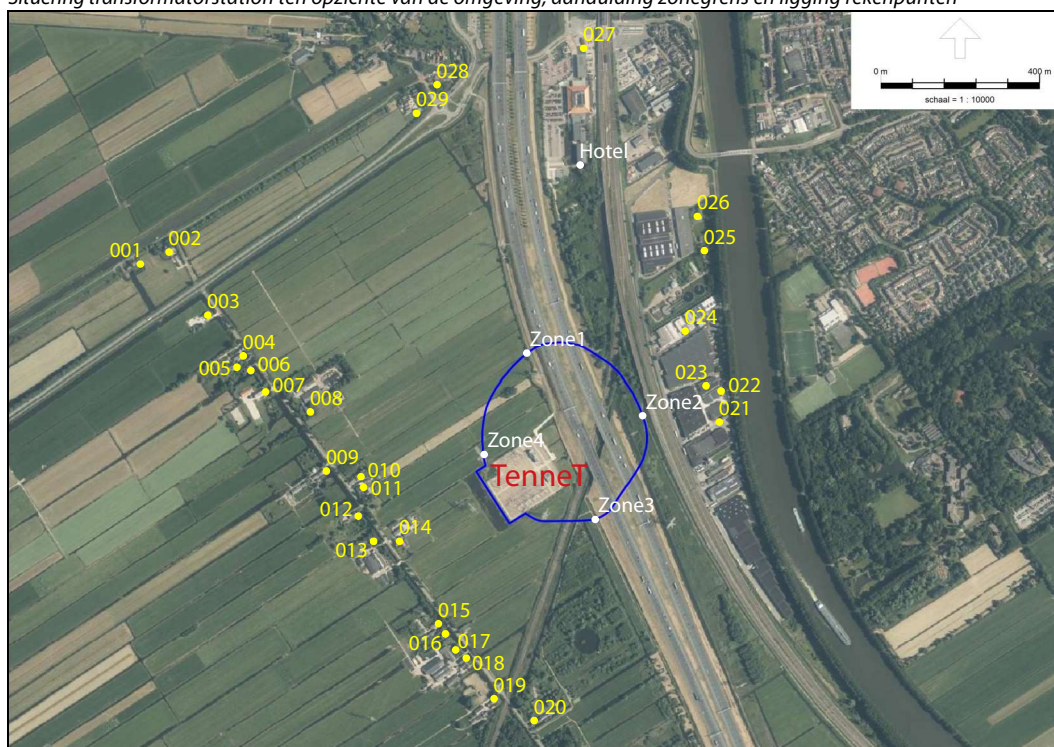 Situering transformatorstation ten opzichte van de omgeving, aanduiding zonegrens en ligging rekenpunten
0 m 400 m
schaal = 1 : 10000
027
028
029
Hotel
026
025
001 002
003
024
Zone1
004
005 006
007
008
023 022
021
Zone2
Zone4
009
010
011
TenneT
Zone3
012
013 014
015
016 017
018
019
020